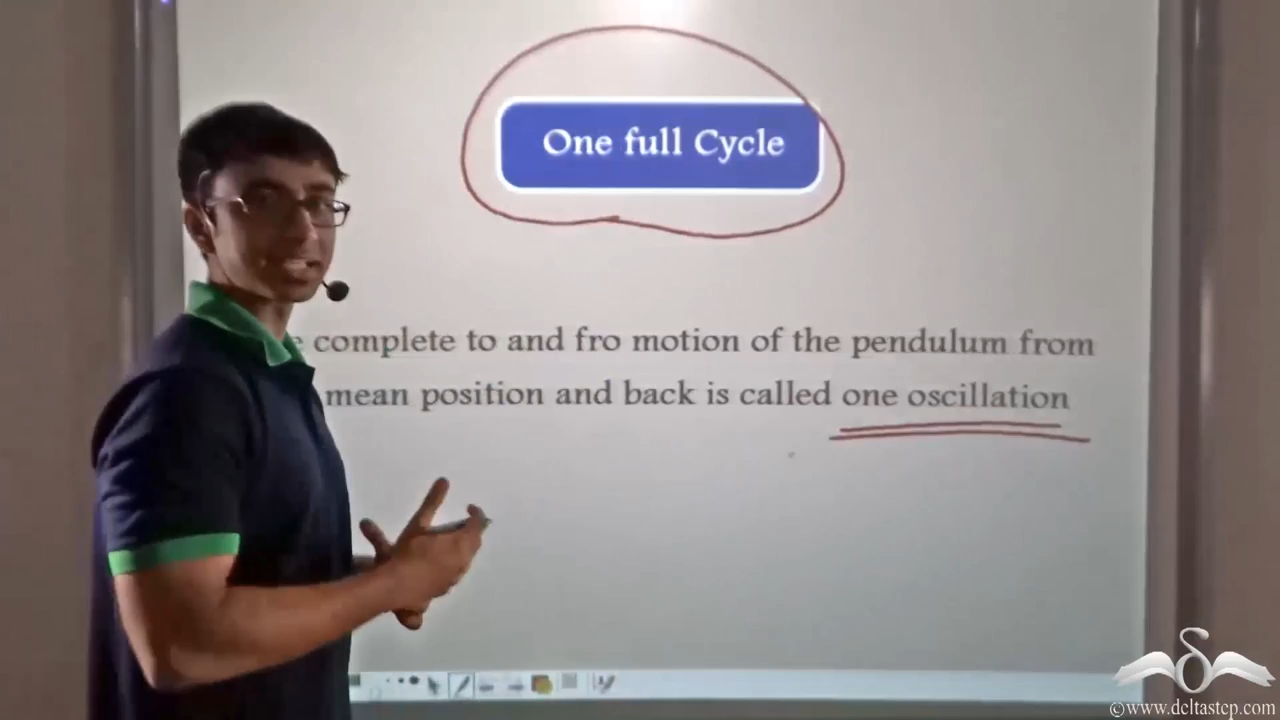 One full Cycle
complete to and fro motion of the pendulum from
mean position and back is called one oscillation
©www.deltastep.com